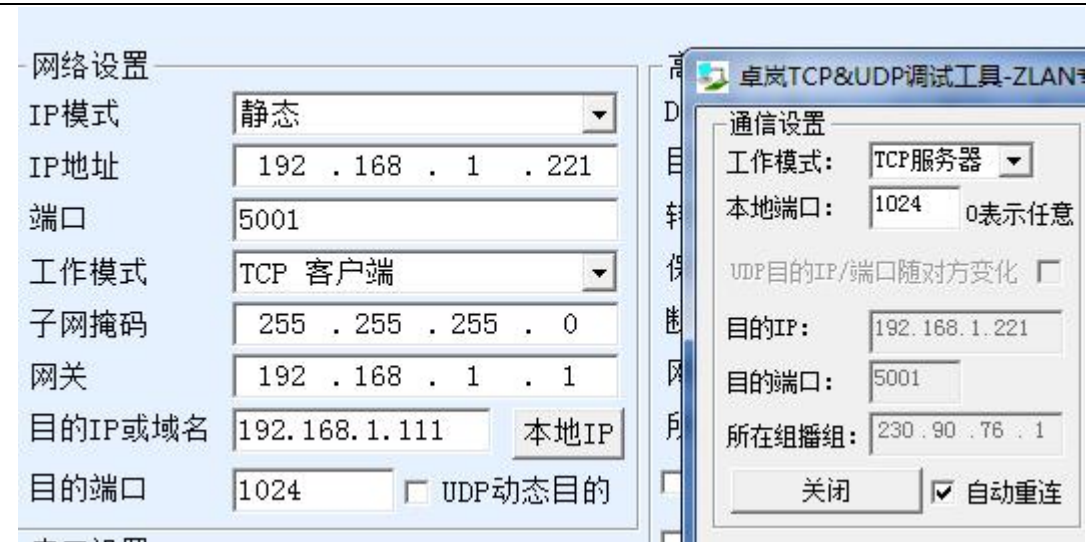 网络设置
IP模式 静态
IP地址 192 . 168 . 1 . 221
端口 5001
工作模式 TCP 客户端
子网掩码 255 . 255 . 255 . 0
网关 192 . 168 . 1 . 1
目的IP或域名 192.168.1.111 本地IP
目的端口 1024 UDP动态目的
卓岚TCP&UDP调试工具-ZLAN
通信设置
工作模式： TCP服务器
本地端口： 1024 0表示任意
UDP目的IP/端口随对方变化
目的IP： 192.168.1.221
目的端口： 5001
所在组播组： 230 . 90 . 76 . 1
关闭 自动重连